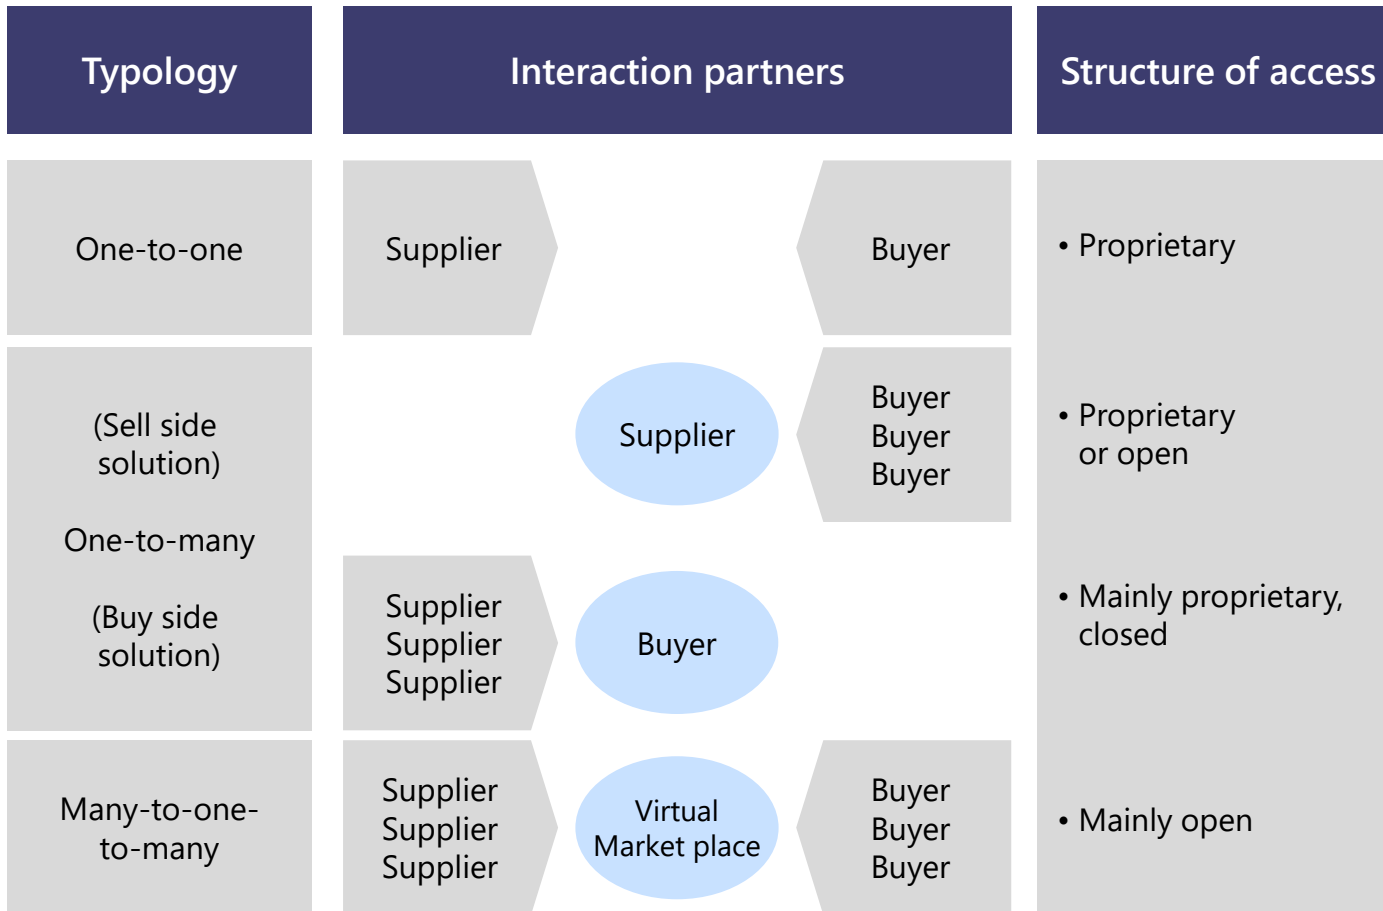 Typology
Interaction partners
Structure of access
One-to-one
Supplier
Buyer
• Proprietary
(Sell side
solution)
One-to-many
(Buy side
solution)
Supplier
Buyer
Buyer
Buyer
• Proprietary
or open
Supplier
Supplier
Supplier
Buyer
• Mainly proprietary,
closed
Many-to-one-
to-many
Supplier
Supplier
Supplier
Virtual
Market place
Buyer
Buyer
Buyer
• Mainly open